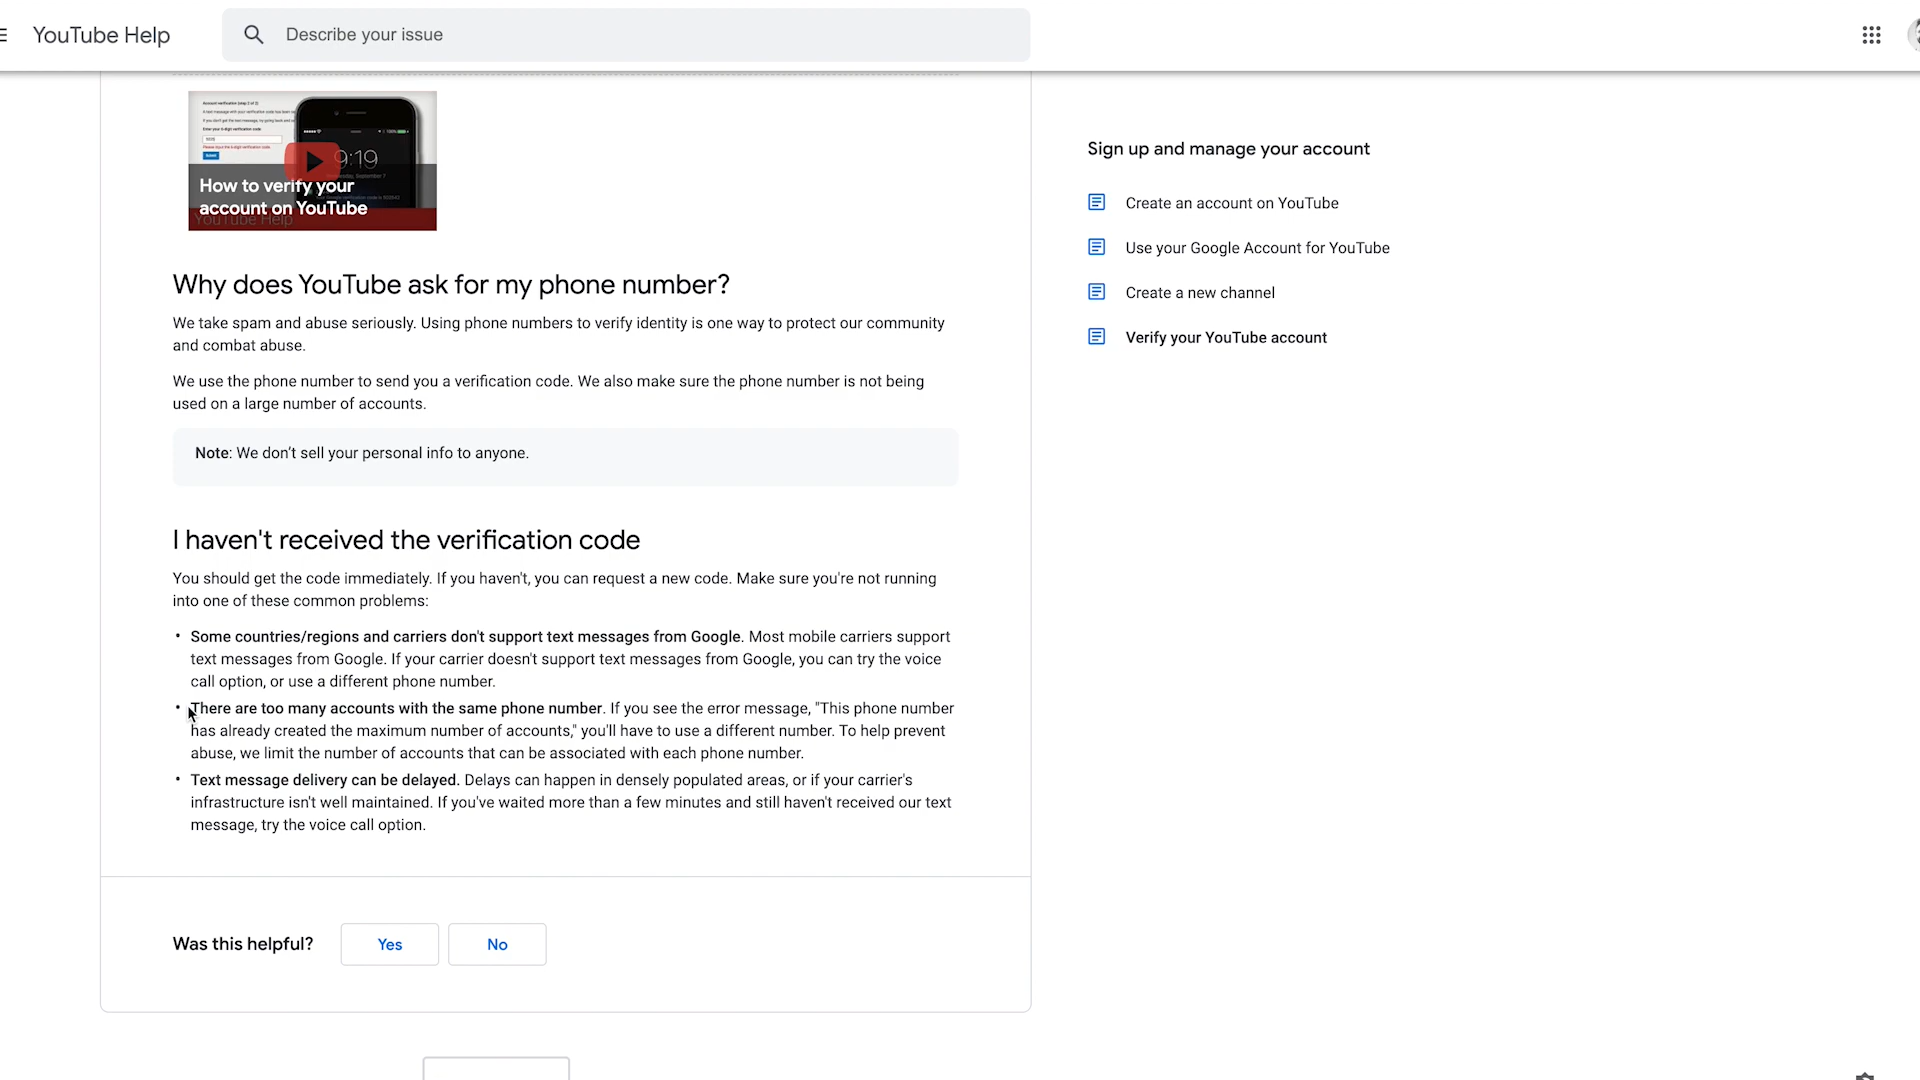 YouTube Help
Describe your issue
Account verification (step 2 of 2)
9:19
How to verify your
account on YouTube
YouTube Help
Why does YouTube ask for my phone number?
We take spam and abuse seriously. Using phone numbers to verify identity is one way to protect our community
and combat abuse.
We use the phone number to send you a verification code. We also make sure the phone number is not being
used on a large number of accounts.
Note: We don’t sell your personal info to anyone.
I haven't received the verification code
You should get the code immediately. If you haven't, you can request a new code. Make sure you're not running
into one of these common problems:
• Some countries/regions and carriers don't support text messages from Google. Most mobile carriers support
text messages from Google. If your carrier doesn't support text messages from Google, you can try the voice
call option, or use a different phone number.
• There are too many accounts with the same phone number. If you see the error message, "This phone number
has already created the maximum number of accounts," you'll have to use a different number. To help prevent
abuse, we limit the number of accounts that can be associated with each phone number.
• Text message delivery can be delayed. Delays can happen in densely populated areas, or if your carrier's
infrastructure isn't well maintained. If you've waited more than a few minutes and still haven't received our text
message, try the voice call option.
Was this helpful?
Yes
No
Sign up and manage your account
Create an account on YouTube
Use your Google Account for YouTube
Create a new channel
Verify your YouTube account